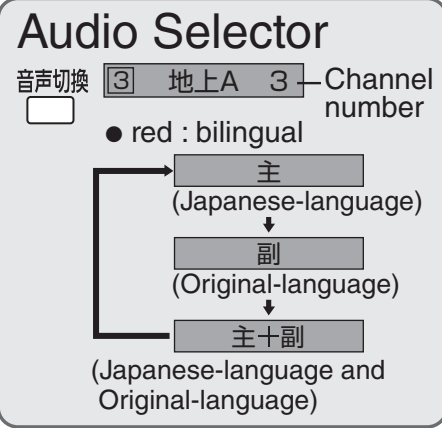 Audio Selector
音声切換 3 地上A 3 Channel
number
● red : bilingual
主
(Japanese-language)
副
(Original-language)
主+副
(Japanese-language and
Original-language)